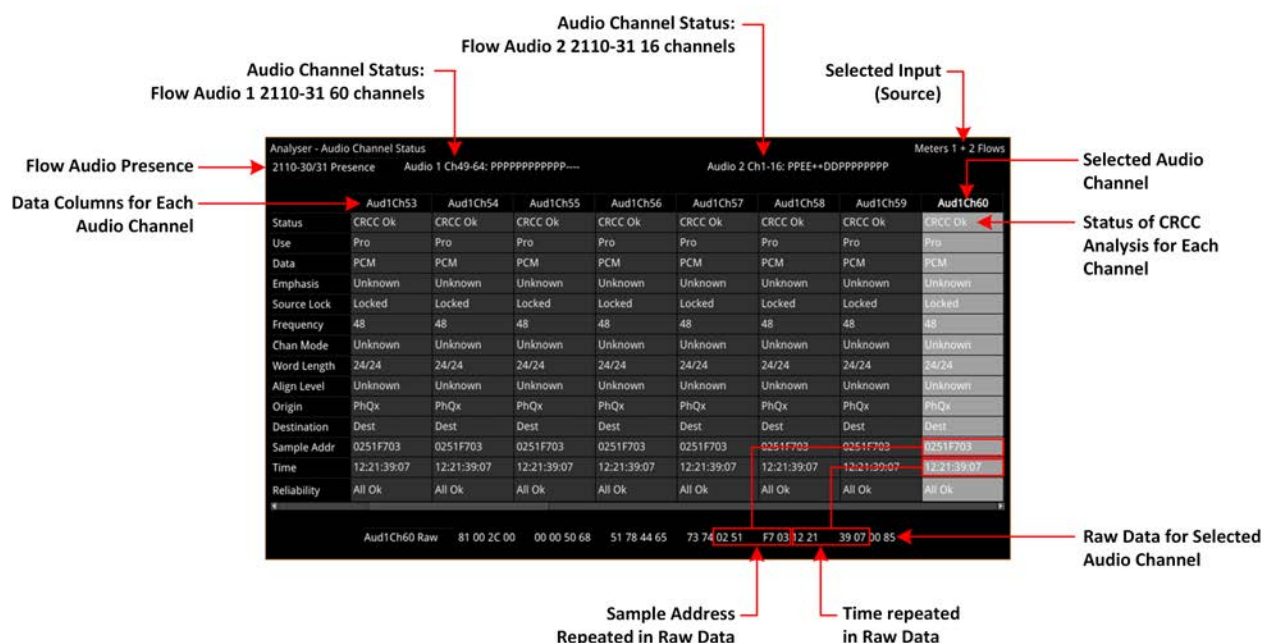 Audio Channel Status:
Flow Audio 2 2110-31 16 channels
Audio Channel Status:
Flow Audio 1 2110-31 60 channels
Selected Input
(Source)
Analyser - Audio Channel Status
Meters 1 + 2 Flows
Flow Audio Presence
2110-30/31 Presence
Audio 1 Ch49-64: PPPPPPPPPPPP----
Audio 2 Ch1-16: PPEE++DDPPPPPPPP
Selected Audio
Channel
Data Columns for Each
Audio Channel
Aud1Ch53 Aud1Ch54 Aud1Ch55 Aud1Ch56 Aud1Ch57 Aud1Ch58 Aud1Ch59 Aud1Ch60
Status CRCC Ok CRCC Ok CRCC Ok CRCC Ok CRCC Ok CRCC Ok CRCC Ok CRCC Ok
Status of CRCC
Analysis for Each
Channel
Use Pro Pro Pro Pro Pro Pro Pro Pro
Data PCM PCM PCM PCM PCM PCM PCM PCM
Emphasis Unknown Unknown Unknown Unknown Unknown Unknown Unknown Unknown
Source Lock Locked Locked Locked Locked Locked Locked Locked Locked
Frequency 48 48 48 48 48 48 48 48
Chan Mode Unknown Unknown Unknown Unknown Unknown Unknown Unknown Unknown
Word Length 24/24 24/24 24/24 24/24 24/24 24/24 24/24 24/24
Align Level Unknown Unknown Unknown Unknown Unknown Unknown Unknown Unknown
Origin PhQx PhQx PhQx PhQx PhQx PhQx PhQx PhQx
Destination Dest Dest Dest Dest Dest Dest Dest Dest
Sample Addr 0251F703 0251F703 0251F703 0251F703 0251F703 0251F703 0251F703 0251F703
Time 12:21:39:07 12:21:39:07 12:21:39:07 12:21:39:07 12:21:39:07 12:21:39:07 12:21:39:07 12:21:39:07
Reliability All Ok All Ok All Ok All Ok All Ok All Ok All Ok All Ok
Aud1Ch60 Raw 81 00 2C 00 00 00 50 68 51 78 44 65 73 74 02 51 F7 03 12 21 39 07 00 85
Raw Data for Selected
Audio Channel
Sample Address
Repeated in Raw Data
Time repeated
in Raw Data